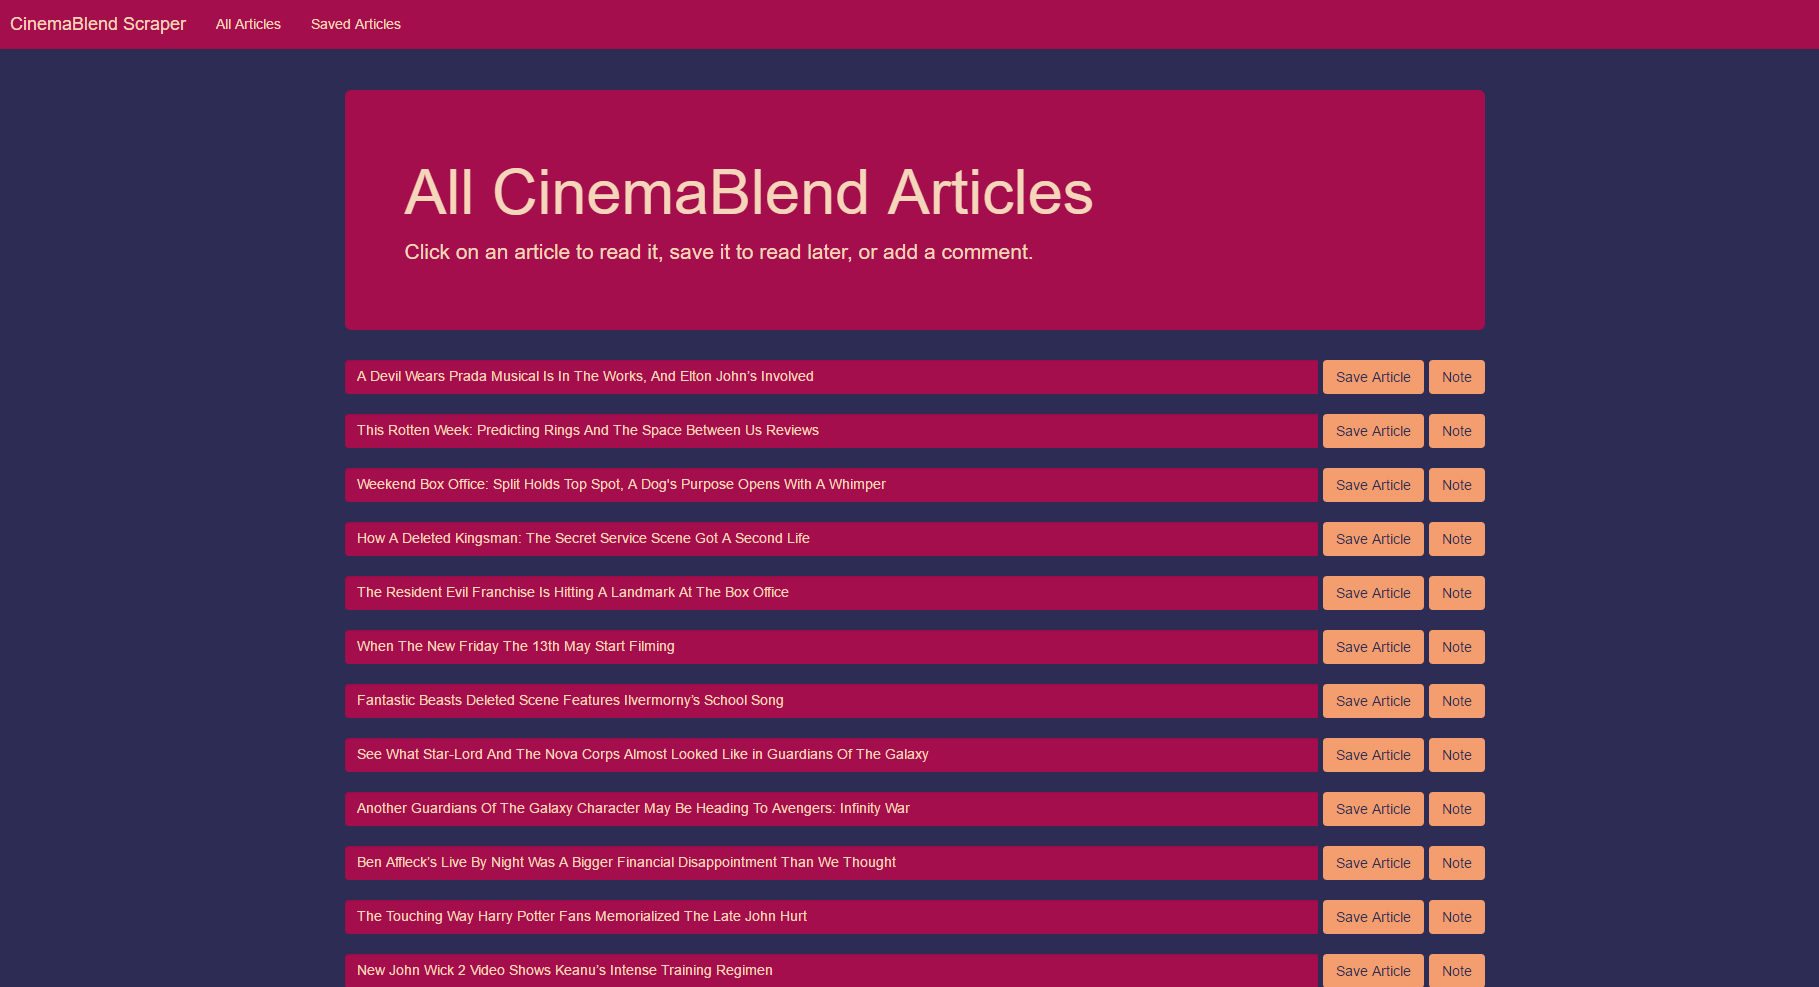 CinemaBlend Scraper All Articles Saved Articles
All CinemaBlend Articles
Click on an article to read it, save it to read later, or add a comment.
A Devil Wears Prada Musical Is In The Works, And Elton John’s Involved Save Article Note
This Rotten Week: Predicting Rings And The Space Between Us Reviews Save Article Note
Weekend Box Office: Split Holds Top Spot, A Dog's Purpose Opens With A Whimper Save Article Note
How A Deleted Kingsman: The Secret Service Scene Got A Second Life Save Article Note
The Resident Evil Franchise Is Hitting A Landmark At The Box Office Save Article Note
When The New Friday The 13th May Start Filming Save Article Note
Fantastic Beasts Deleted Scene Features Ilvermorny’s School Song Save Article Note
See What Star-Lord And The Nova Corps Almost Looked Like in Guardians Of The Galaxy Save Article Note
Another Guardians Of The Galaxy Character May Be Heading To Avengers: Infinity War Save Article Note
Ben Affleck’s Live By Night Was A Bigger Financial Disappointment Than We Thought Save Article Note
The Touching Way Harry Potter Fans Memorialized The Late John Hurt Save Article Note
New John Wick 2 Video Shows Keanu’s Intense Training Regimen Save Article Note